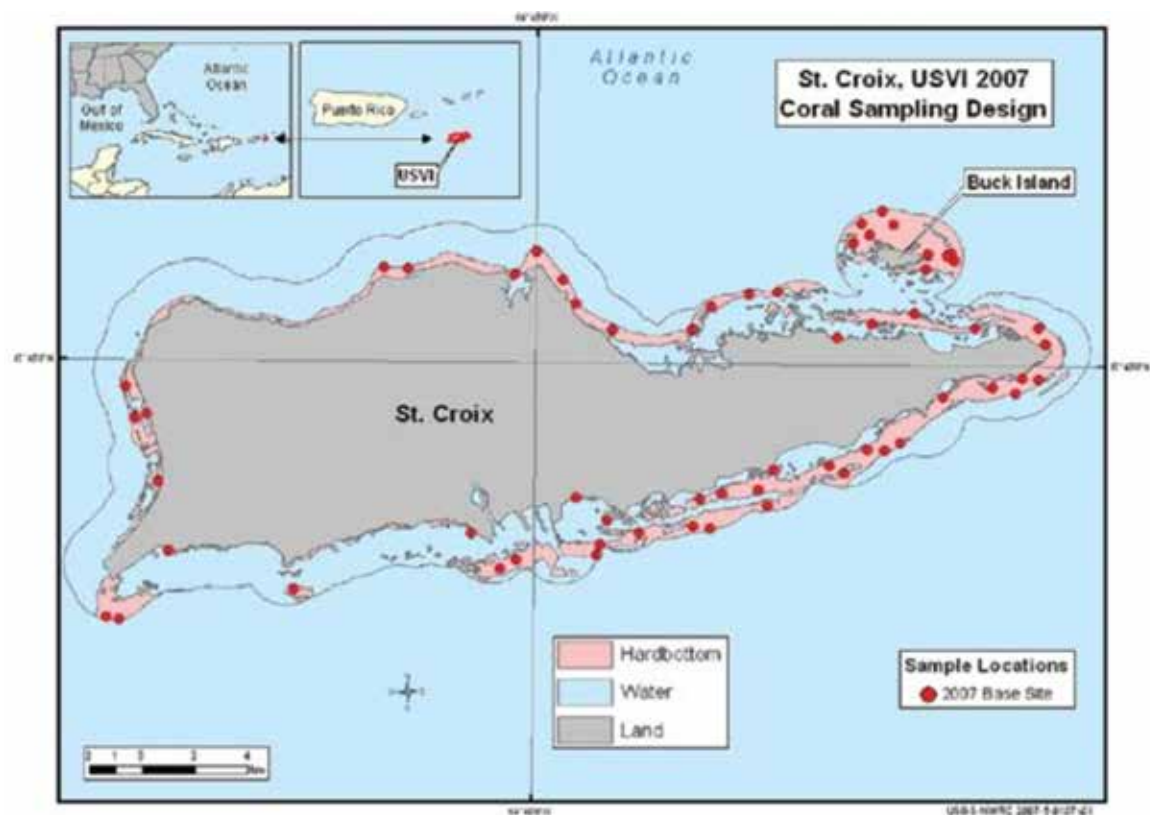 Atlantic
Ocean
Gulf of
Mexico
Puerto Rico
USVI
Atlantic
Ocean
St. Croix, USVI 2007
Coral Sampling Design
Buck Island
St. Croix
Hardbottom
Water
Land
Sample Locations
2007 Base Site